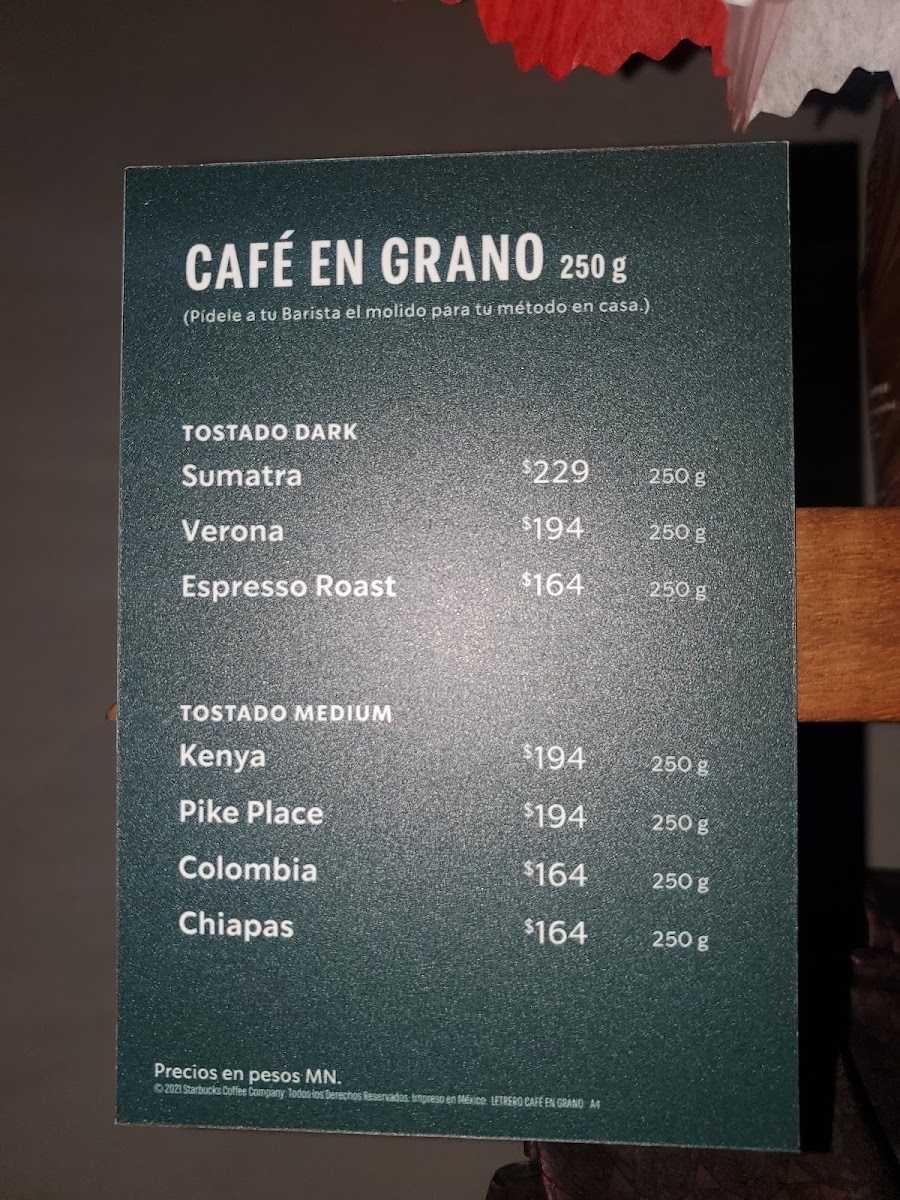 CAFÉ EN GRANO 250 g
(Pídele a tu Barista el molido para tu método en casa.)
TOSTADO DARK
Sumatra $229 250 g
Verona $194 250 g
Espresso Roast $164 250 g
TOSTADO MEDIUM
Kenya $194 250 g
Pike Place $194 250 g
Colombia $164 250 g
Chiapas $164 250 g
Precios en pesos MN.
© 2021 Starbucks Coffee Company. Todos los Derechos Reservados. Impreso en México. LETRERO CAFÉ EN GRANO A4